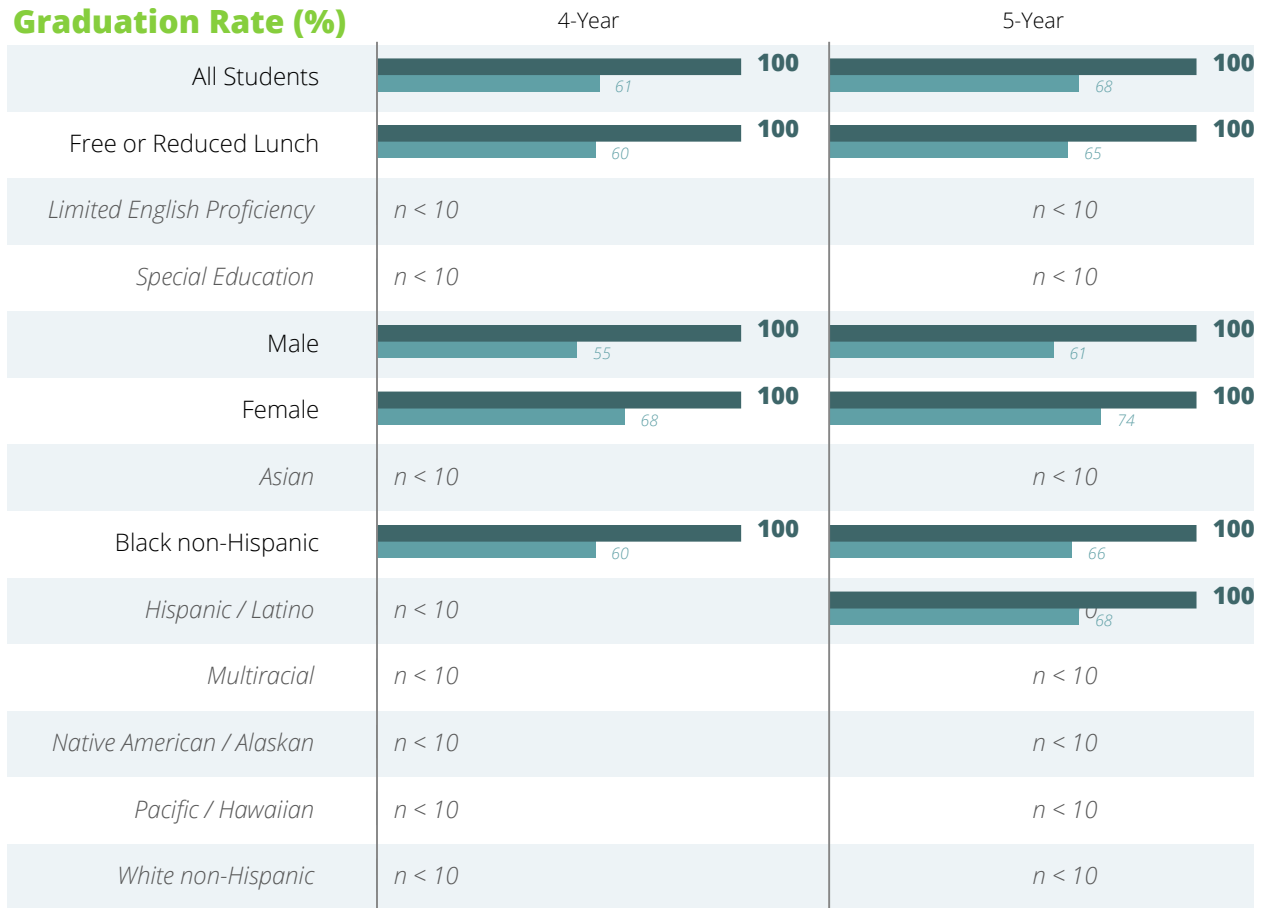 Graduation Rate (%) 4-Year 5-Year
All Students 100 100
61 68
Free or Reduced Lunch 100 100
60 65
Limited English Proficiency n < 10 n < 10
Special Education n < 10 n < 10
Male 100 100
55 61
Female 100 100
68 74
Asian n < 10 n < 10
Black non-Hispanic 100 100
60 66
Hispanic / Latino n < 10 100
68
Multiracial n < 10 n < 10
Native American / Alaskan n < 10 n < 10
Pacific / Hawaiian n < 10 n < 10
White non-Hispanic n < 10 n < 10